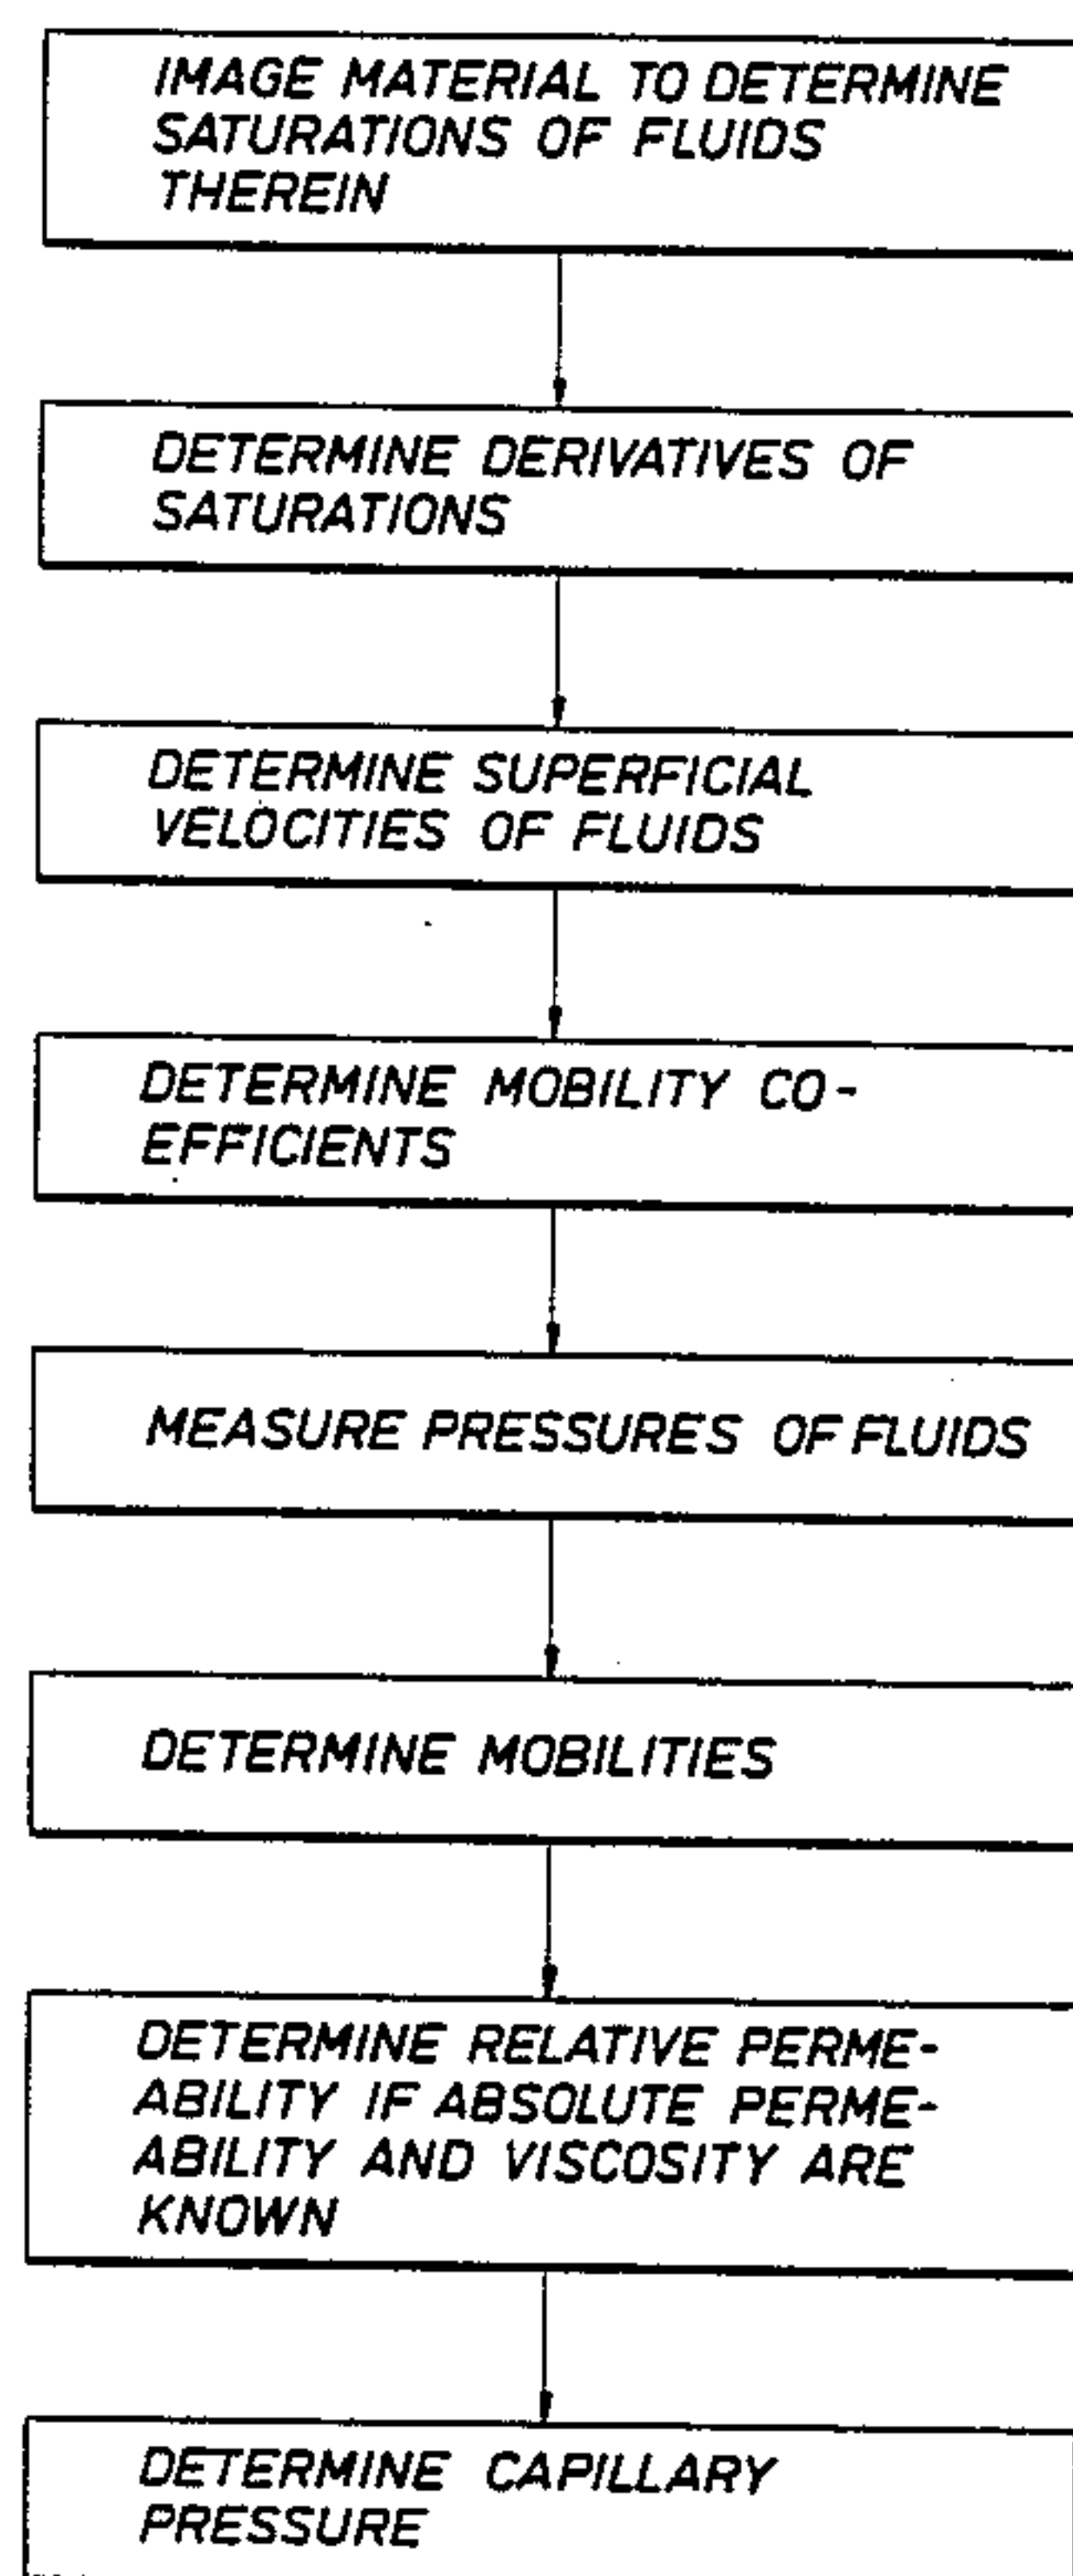 IMAGE MATERIAL TO DETERMINE
SATURATIONS OF FLUIDS
THEREIN
DETERMINE DERIVATIVES OF
SATURATIONS
DETERMINE SUPERFICIAL
VELOCITIES OF FLUIDS
DETERMINE MOBILITY CO-
EFFICIENTS
MEASURE PRESSURES OF FLUIDS
DETERMINE MOBILITIES
DETERMINE RELATIVE PERME-
ABILITY IF ABSOLUTE PERME-
ABILITY AND VISCOSITY ARE
KNOWN
DETERMINE CAPILLARY
PRESSURE